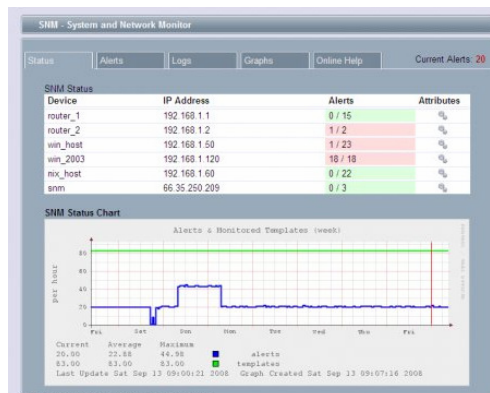 SNM - System and Network Monitor
Status Alerts Logs Graphs Online Help Current Alerts: 20
SNM Status
Device IP Address Alerts Attributes
router_1 192.168.1.1 0 / 15
router_2 192.168.1.2 1 / 2
win_host 192.168.1.50 1 / 23
win_2003 192.168.1.120 18 / 18
nix_host 192.168.1.60 0 / 22
snm 66.35.250.209 0 / 3
SNM Status Chart
Alerts & Monitored Templates (week)
per hour
80
60
40
20
0
Fri Sat Sun Mon Tue Wed Thu Fri
Current Average Maximum
20.00 22.88 44.98 alerts
83.00 83.00 83.00 templates
Last Update Sat Sep 13 09:00:21 2008 Graph Created Sat Sep 13 09:07:16 2008